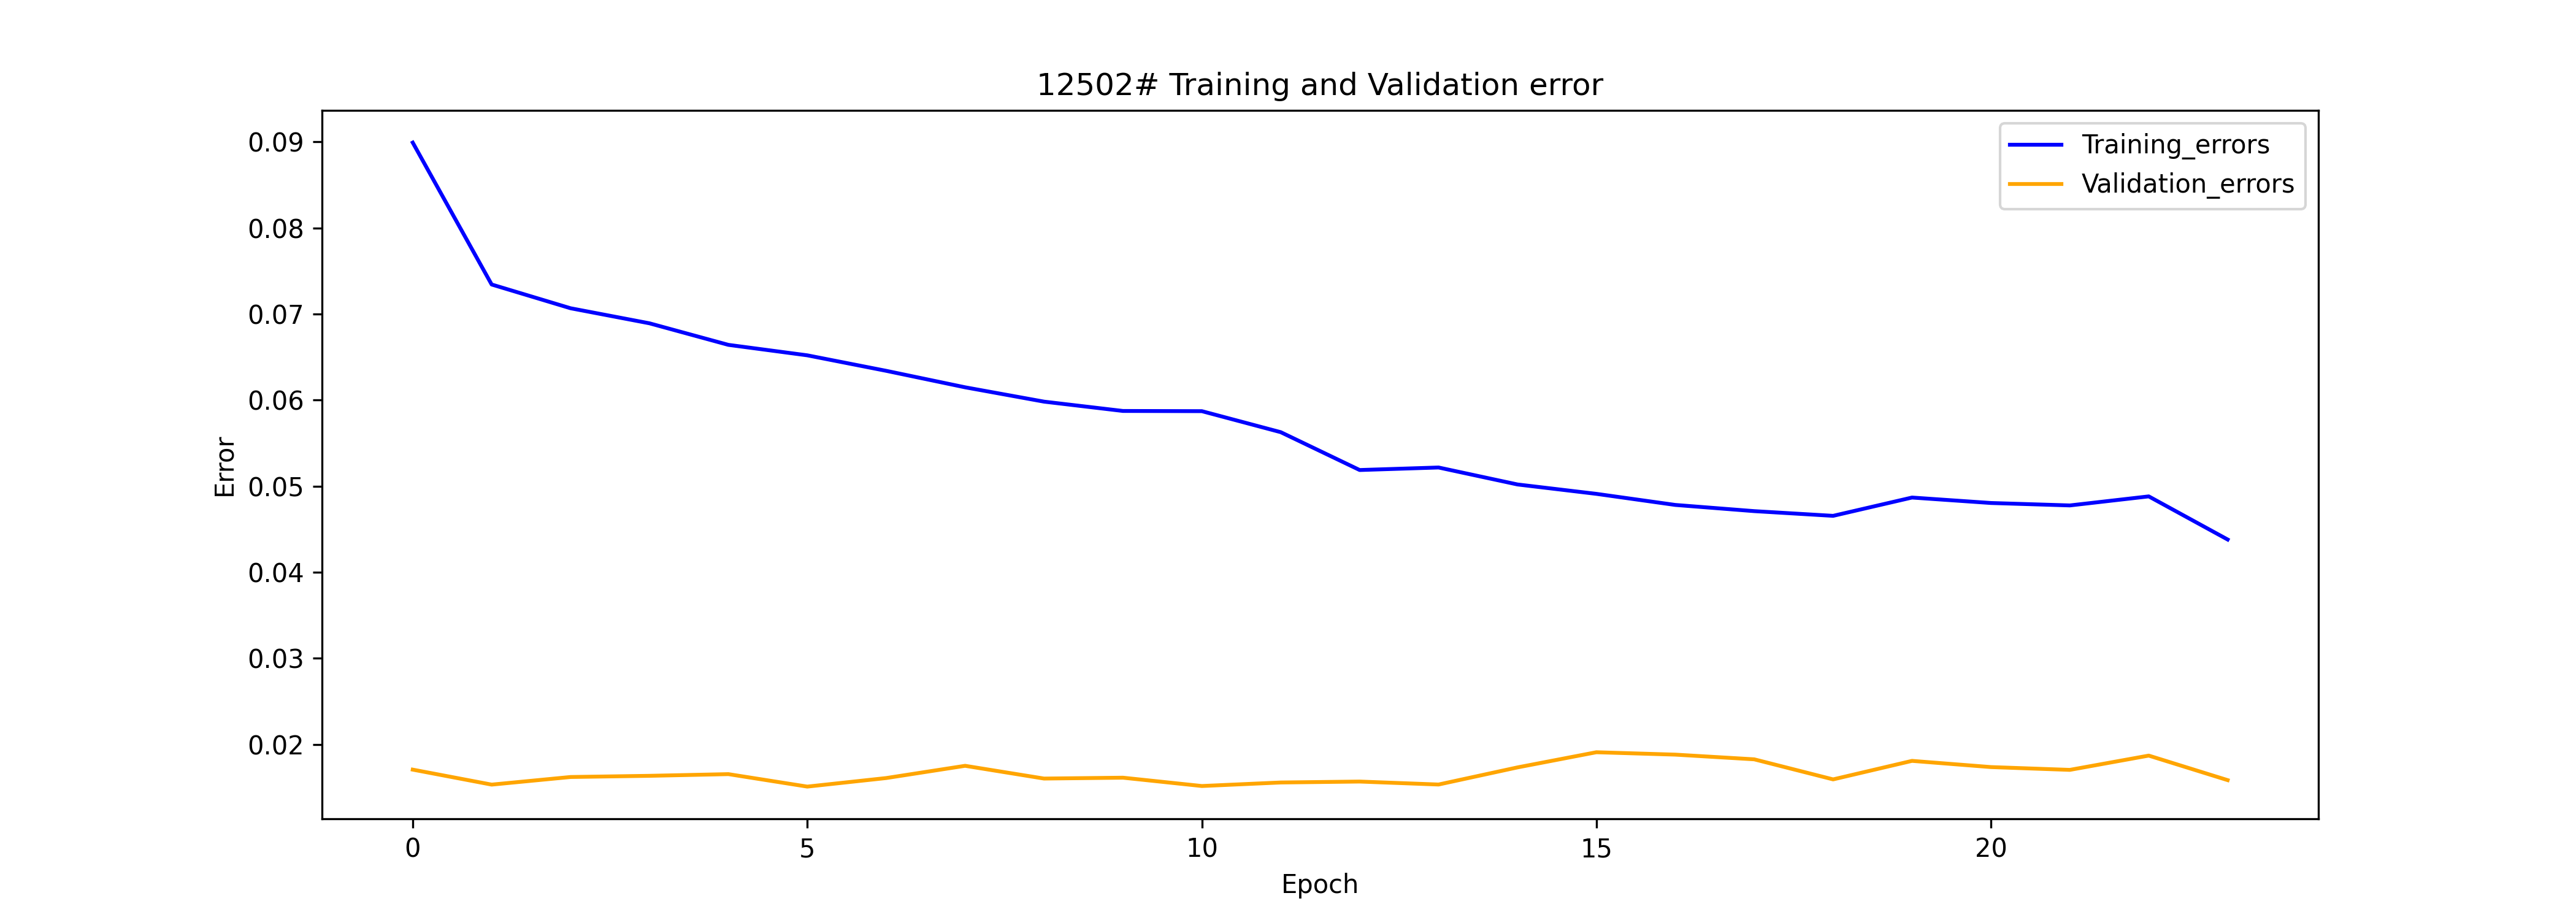 12502# Training and Validation error
Training_errors
Validation_errors
Error
0.09
0.08
0.07
0.06
0.05
0.04
0.03
0.02
0 5 10 15 20
Epoch